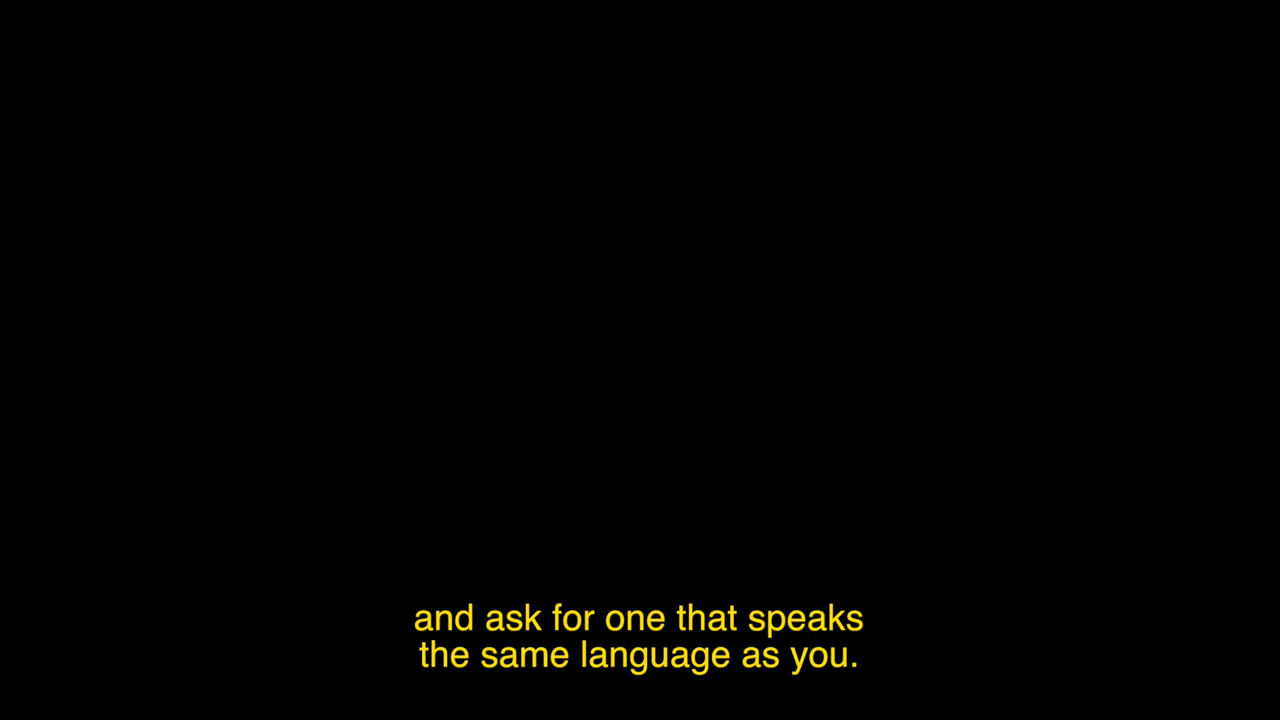 and ask for one that speaks
the same language as you.